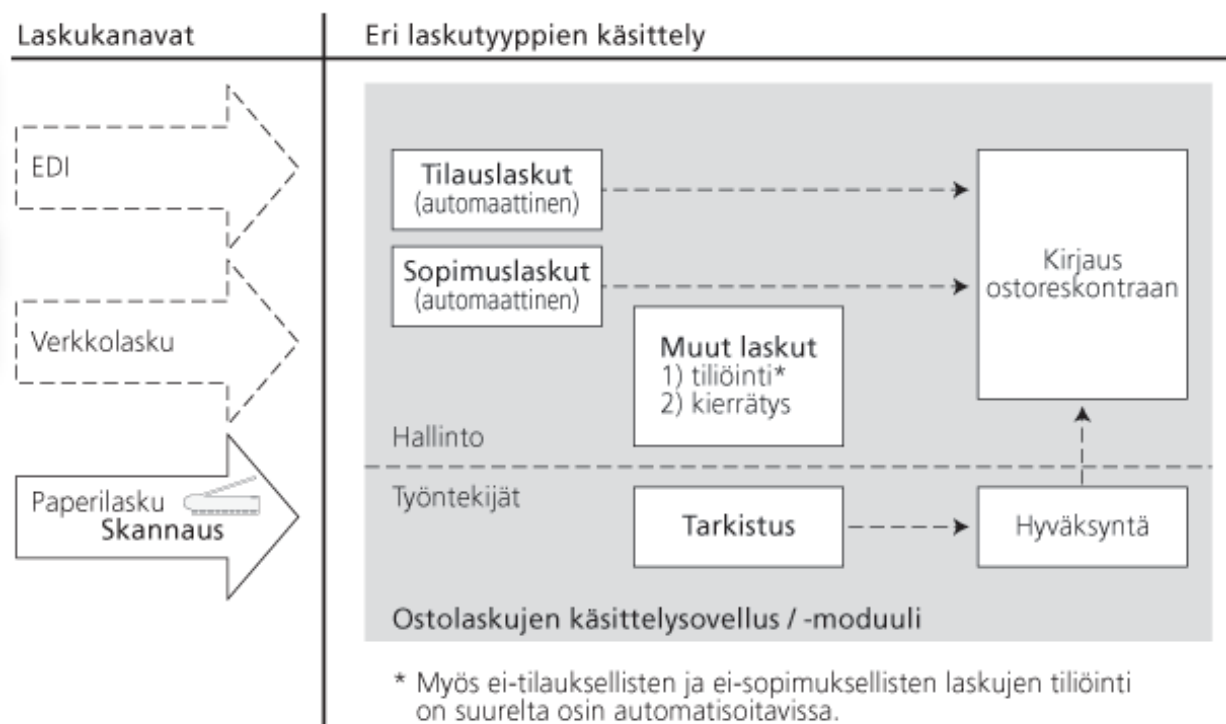 Laskukanavat
Eri laskutyyppien käsittely
EDI
Verkkolasku
Paperilasku
Skannaus
Tilauslaskut
(automaattinen)
Sopimuslaskut
(automaattinen)
Muut laskut
1) tiliöinti*
2) kierrätys
Kirjaus
ostoreskontraan
Hallinto
Työntekijät
Tarkistus
Hyväksyntä
Ostolaskujen käsittelysovellus / -moduuli
* Myös ei-tilauksellisten ja ei-sopimuksellisten laskujen tiliöinti
on suurelta osin automatisoitavissa.